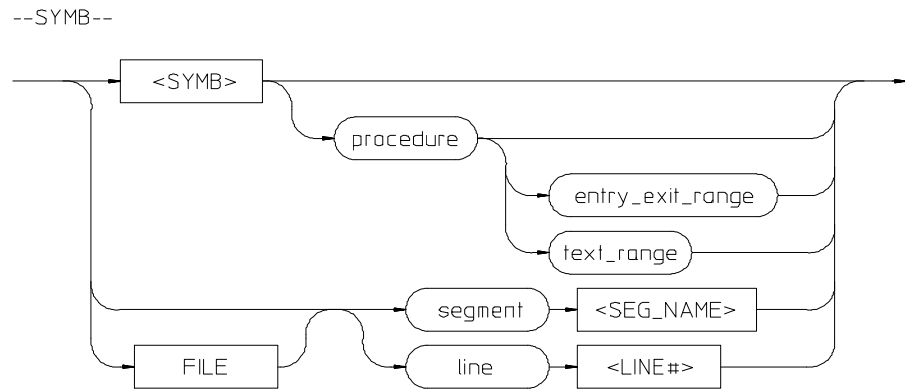 --SYMB--
<SYMB>
procedure
entry_exit_range
text_range
segment <SEG_NAME>
FILE line <LINE#>